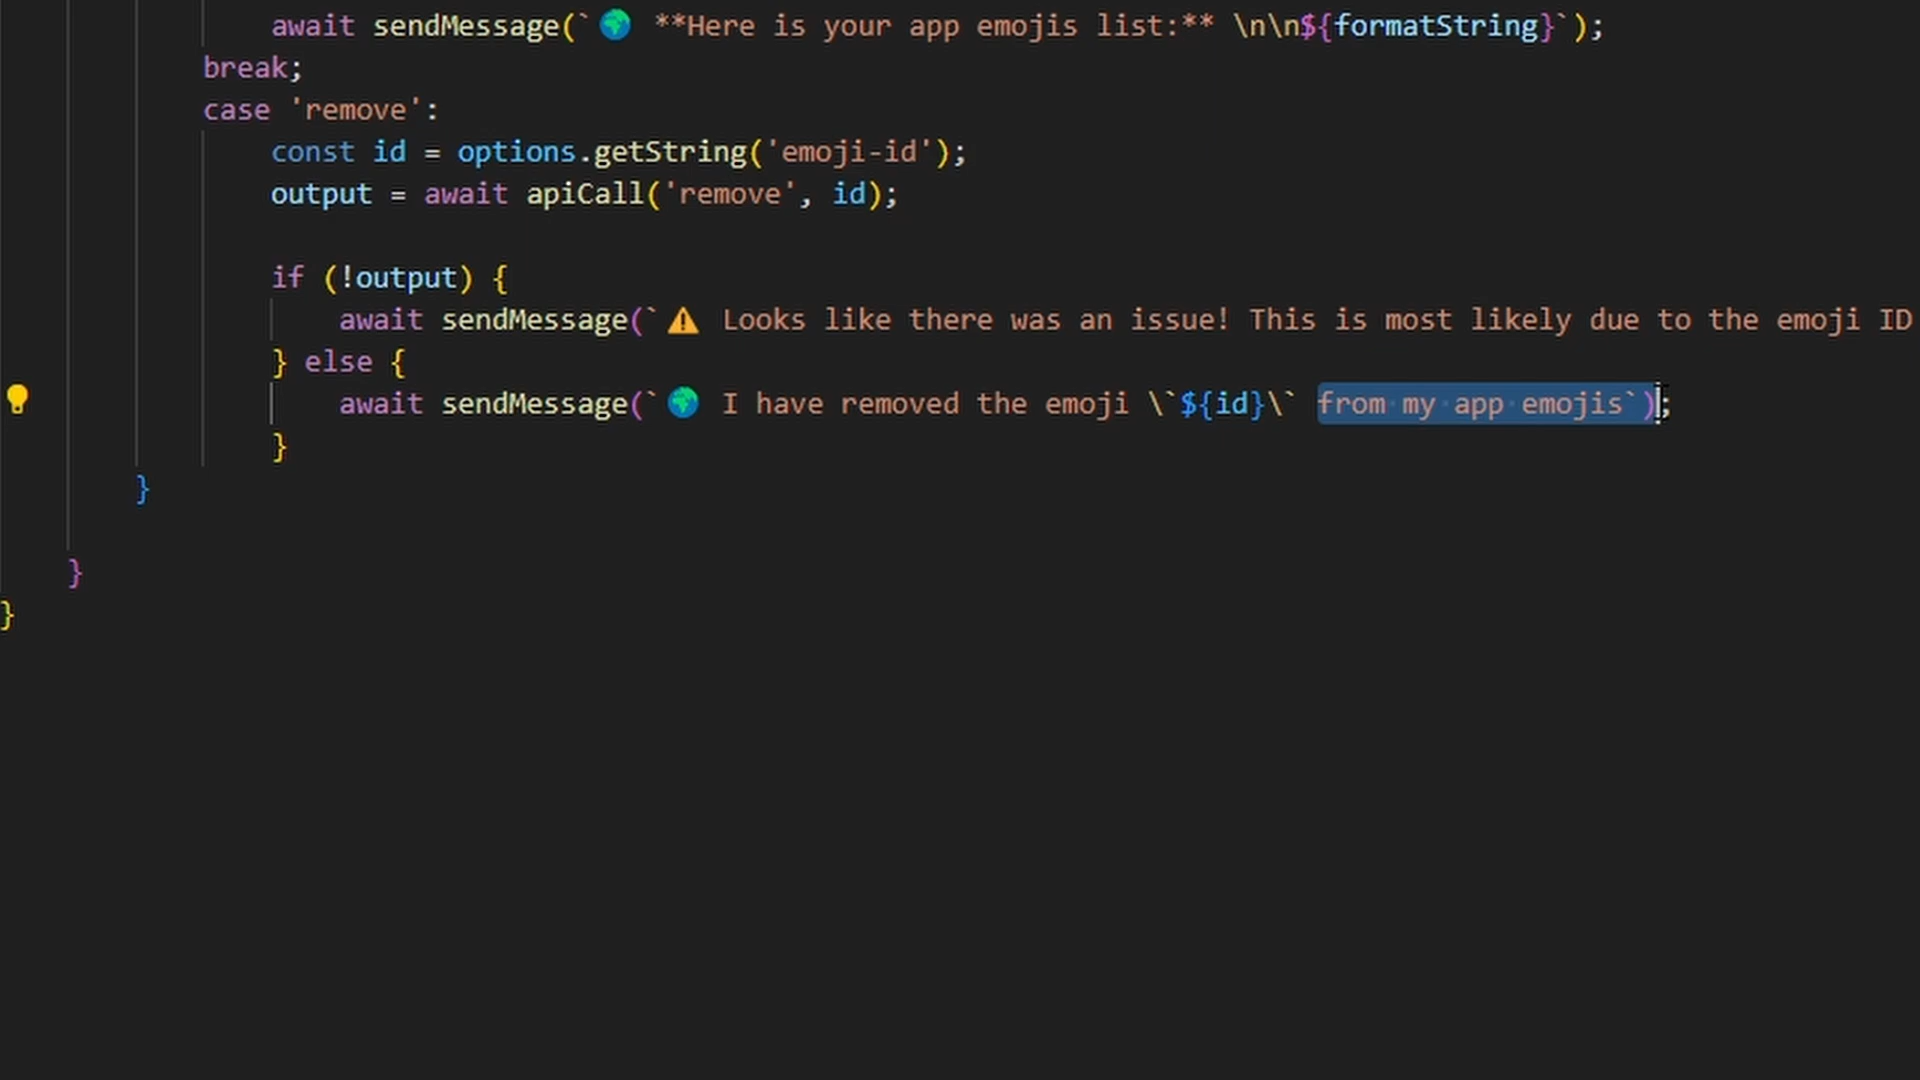 await sendMessage(`🌍 **Here is your app emojis list:** \n\n${formatString}`);
break;
case 'remove':
const id = options.getString('emoji-id');
output = await apiCall('remove', id);
if (!output) {
await sendMessage(`⚠️ Looks like there was an issue! This is most likely due to the emoji ID
} else {
await sendMessage(`🌍 I have removed the emoji \`${id}\` from my app emojis`);
}
}
}
}